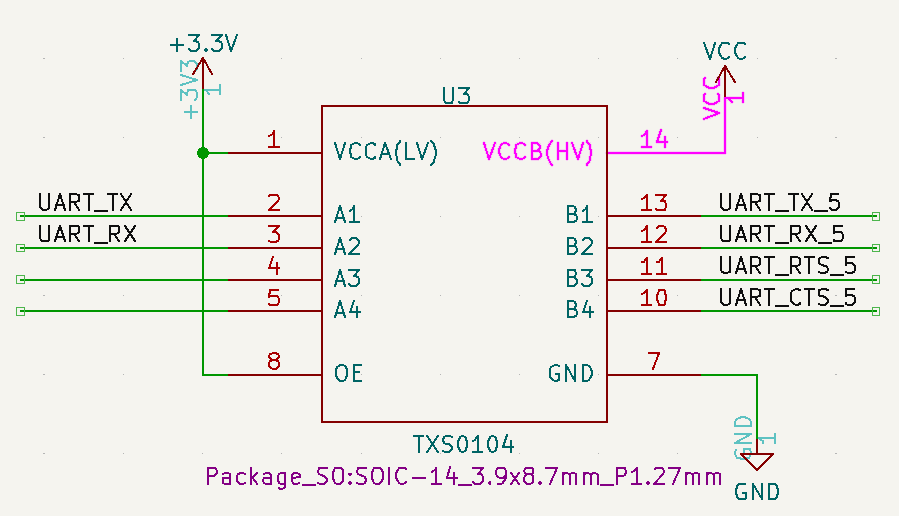 +3.3V
VCC
+3V3
1
VCC
1
U3
1
VCCA(LV)
VCCB(HV)
14
UART_TX
2
A1
B1
13
UART_TX_5
UART_RX
3
A2
B2
12
UART_RX_5
4
A3
B3
11
UART_RTS_5
5
A4
B4
10
UART_CTS_5
8
OE
GND
7
GND
1
TXS0104
Package_SO:SOIC-14_3.9x8.7mm_P1.27mm
GND